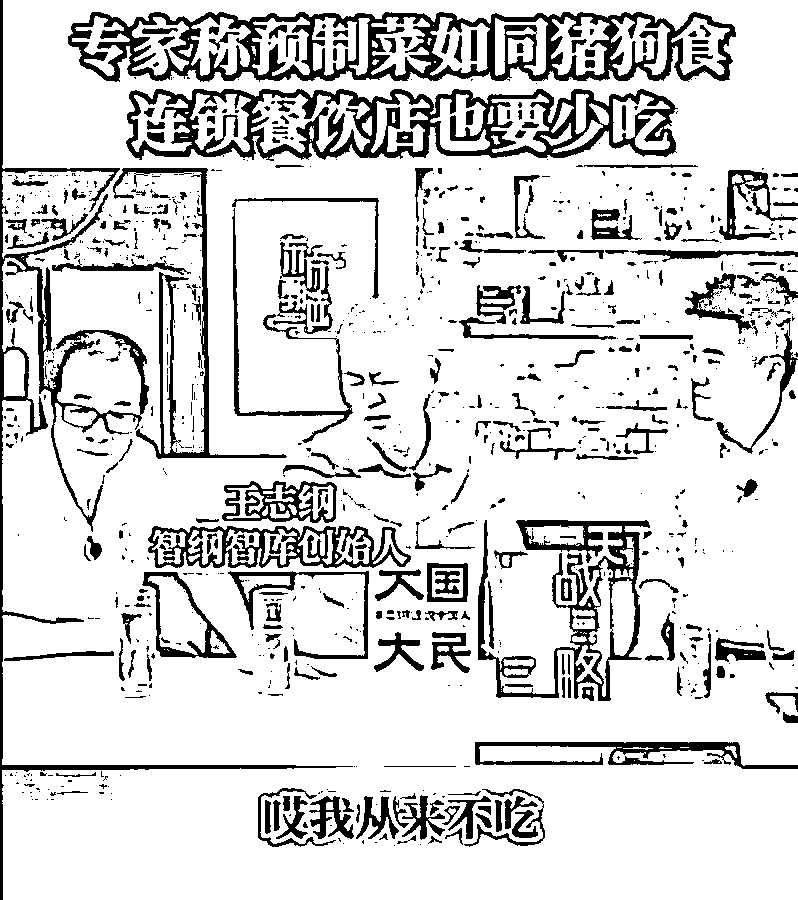 专家称预制菜如同猪狗食
连锁餐饮店也要少吃
王志纲
智纲智库创始人
大国
大民
天下
战略
哎我从来不吃